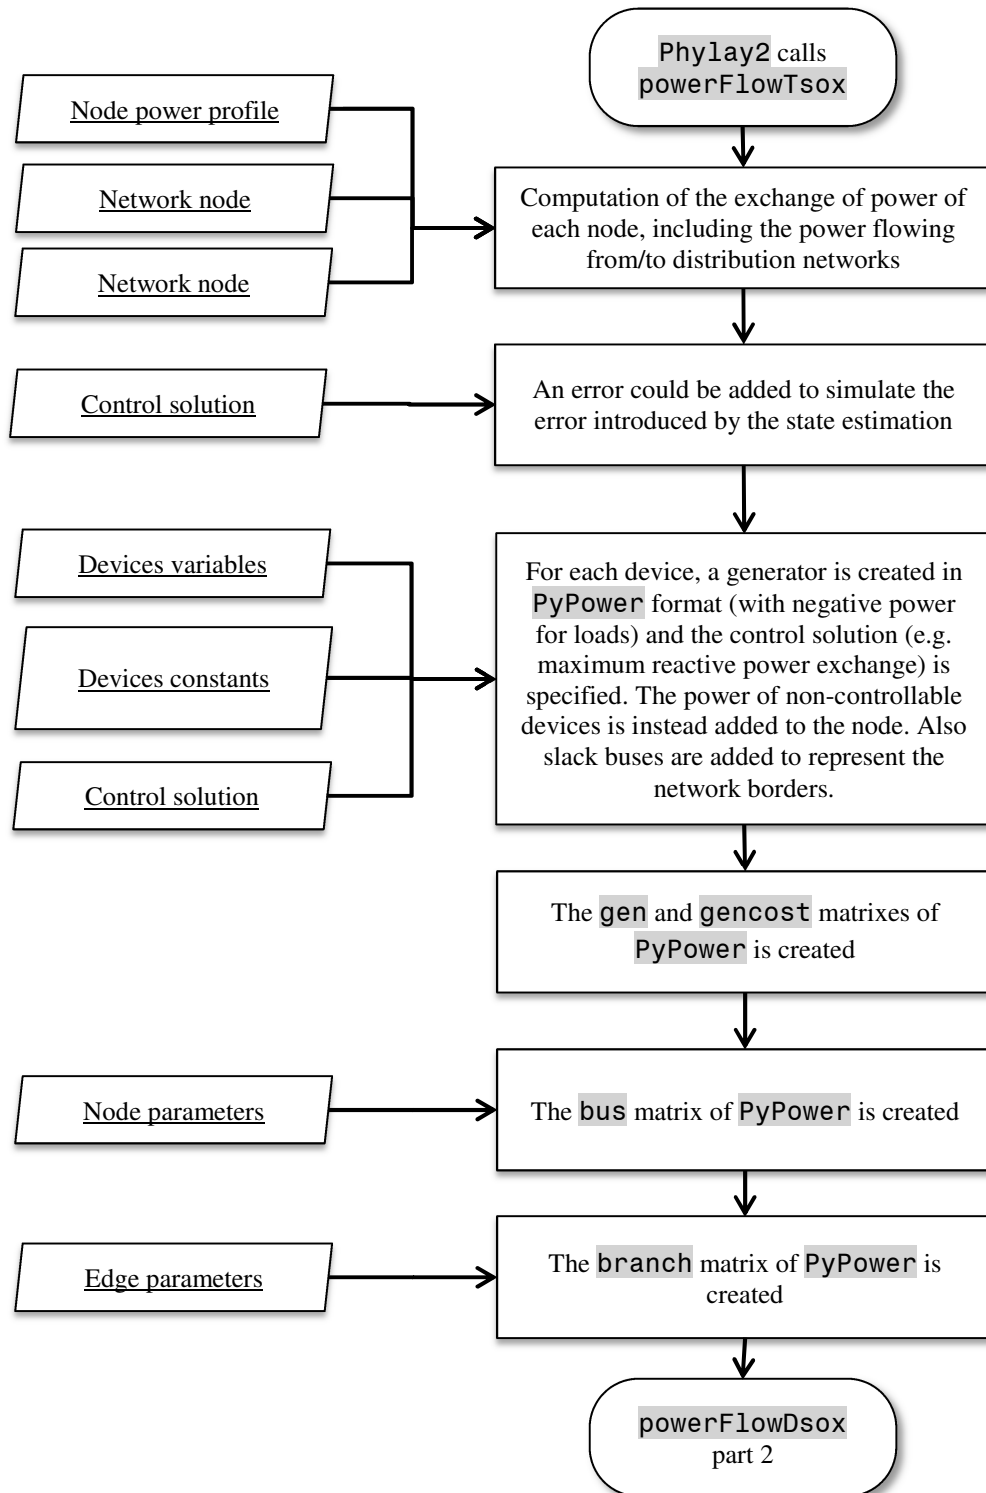 Phylay2 calls
powerFlowTsox
Node power profile
Network node
Network node
Computation of the exchange of power of
each node, including the power flowing
from/to distribution networks
Control solution
An error could be added to simulate the
error introduced by the state estimation
Devices variables
Devices constants
Control solution
For each device, a generator is created in
PyPower format (with negative power
for loads) and the control solution (e.g.
maximum reactive power exchange) is
specified. The power of non-controllable
devices is instead added to the node. Also
slack buses are added to represent the
network borders.
The gen and gencost matrixes of
PyPower is created
Node parameters
The bus matrix of PyPower is created
Edge parameters
The branch matrix of PyPower is
created
powerFlowDsox
part 2